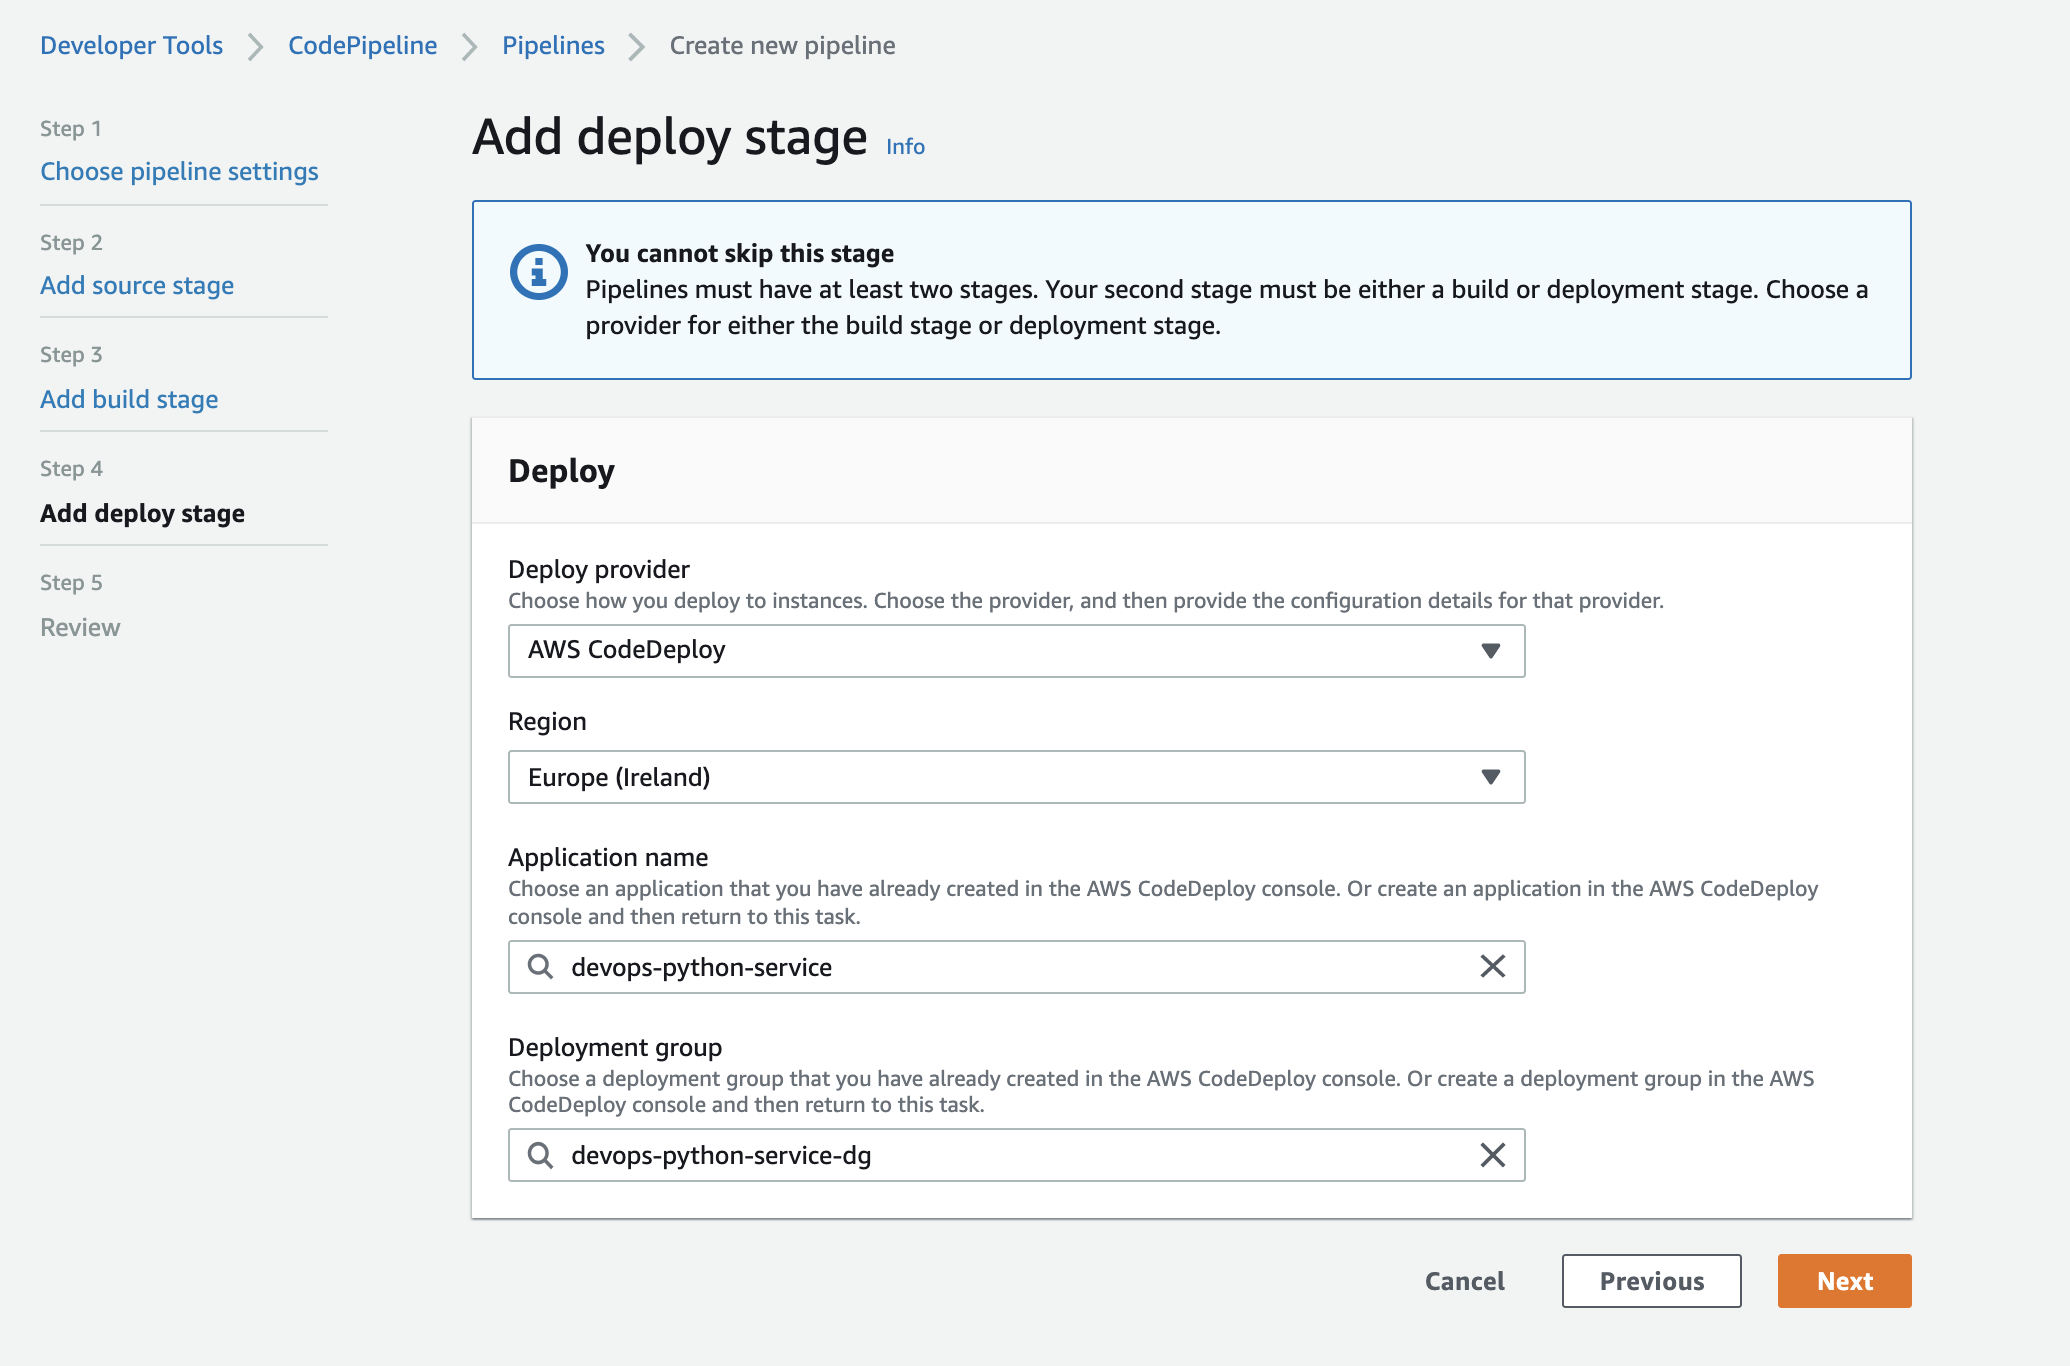 Developer Tools
CodePipeline
Pipelines
Create new pipeline
Step 1
Choose pipeline settings
Step 2
Add source stage
Step 3
Add build stage
Step 4
Add deploy stage
Step 5
Review
Add deploy stage Info
You cannot skip this stage
Pipelines must have at least two stages. Your second stage must be either a build or deployment stage. Choose a
provider for either the build stage or deployment stage.
Deploy
Deploy provider
Choose how you deploy to instances. Choose the provider, and then provide the configuration details for that provider.
AWS CodeDeploy
Region
Europe (Ireland)
Application name
Choose an application that you have already created in the AWS CodeDeploy console. Or create an application in the AWS CodeDeploy
console and then return to this task.
devops-python-service
Deployment group
Choose a deployment group that you have already created in the AWS CodeDeploy console. Or create a deployment group in the AWS
CodeDeploy console and then return to this task.
devops-python-service-dg
Cancel
Previous
Next